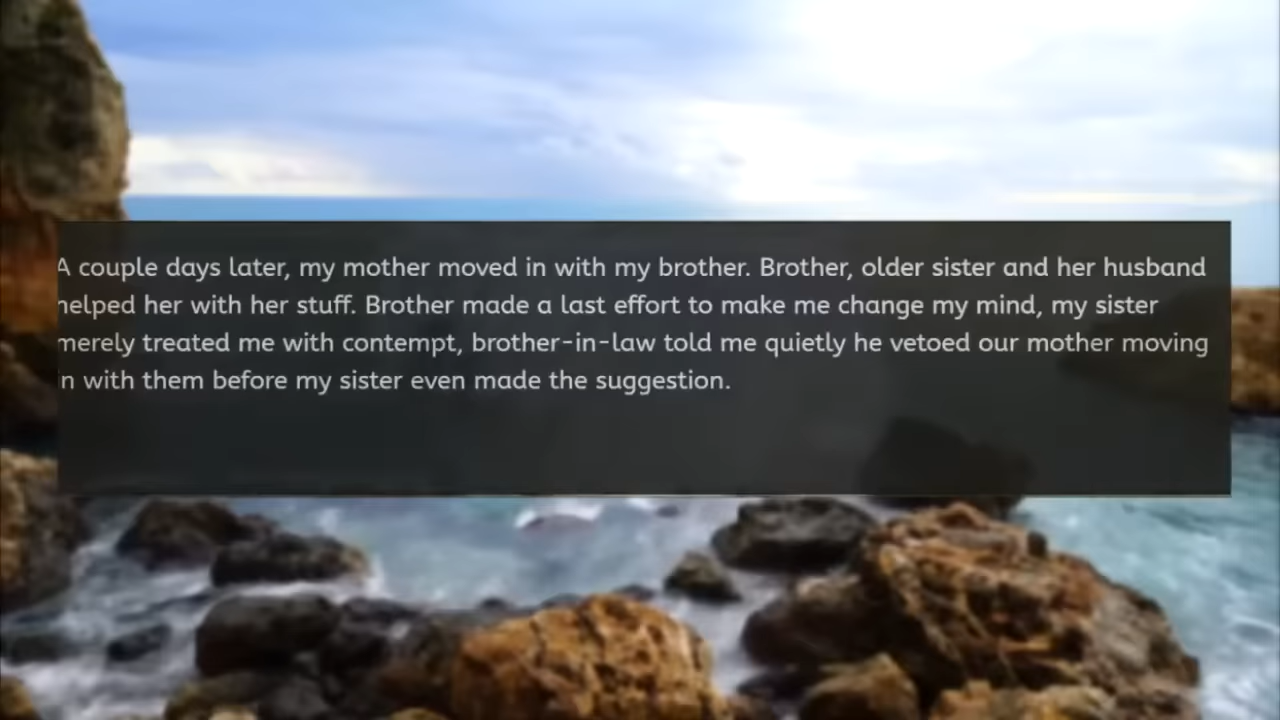 A couple days later, my mother moved in with my brother. Brother, older sister and her husband
helped her with her stuff. Brother made a last effort to make me change my mind, my sister
merely treated me with contempt, brother-in-law told me quietly he vetoed our mother moving
in with them before my sister even made the suggestion.